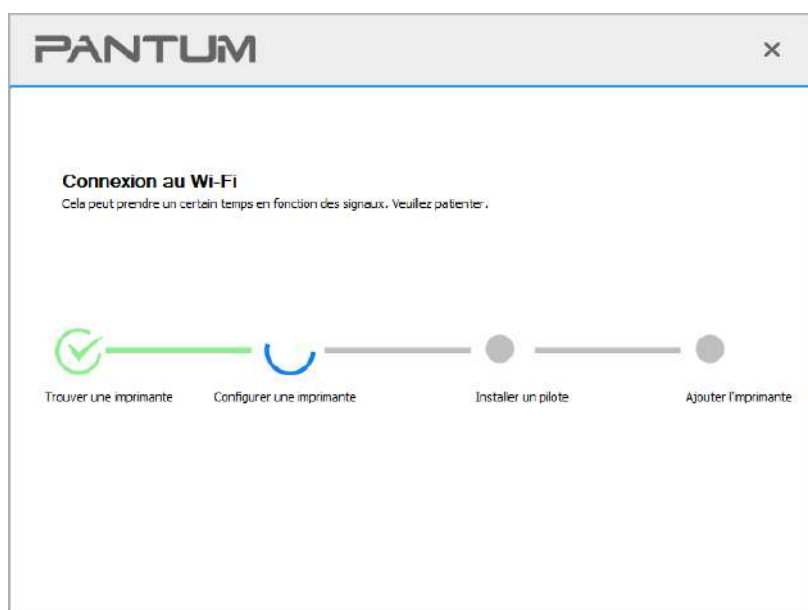 PANTUM
Connexion au Wi-Fi
Cela peut prendre un certain temps en fonction des signaux. Veuillez patienter.
Trouver une imprimante
Configurer une imprimante
Installer un pilote
Ajouter l'imprimante